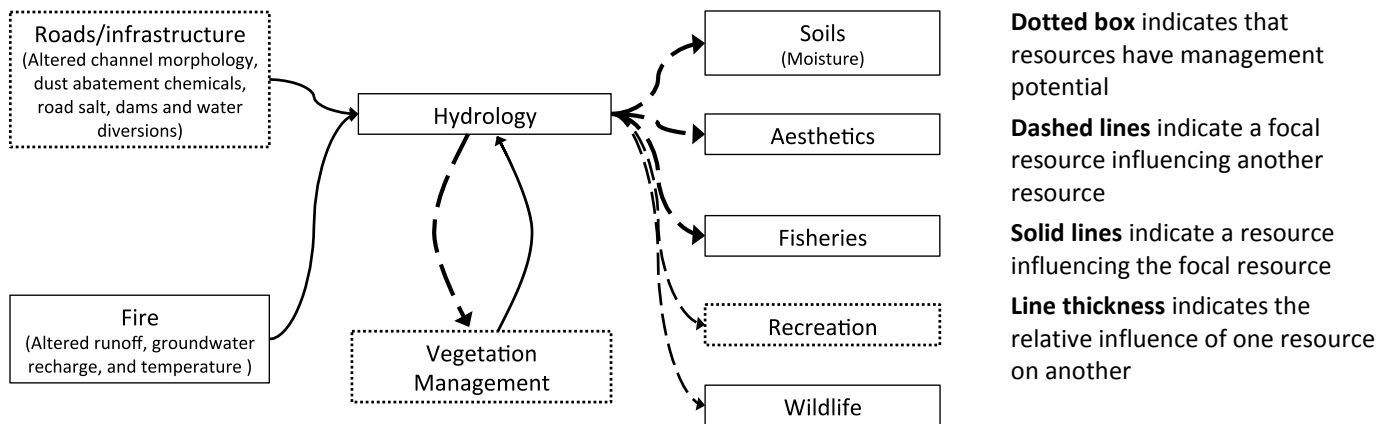 Roads/infrastructure
(Altered channel morphology,
dust abatement chemicals,
road salt, dams and water
diversions)
Fire
(Altered runoff, groundwater
recharge, and temperature )
Hydrology
Vegetation
Management
Soils
(Moisture)
Aesthetics
Fisheries
Recreation
Wildlife
Dotted box indicates that
resources have management
potential
Dashed lines indicate a focal
resource influencing another
resource
Solid lines indicate a resource
influencing the focal resource
Line thickness indicates the
relative influence of one resource
on another